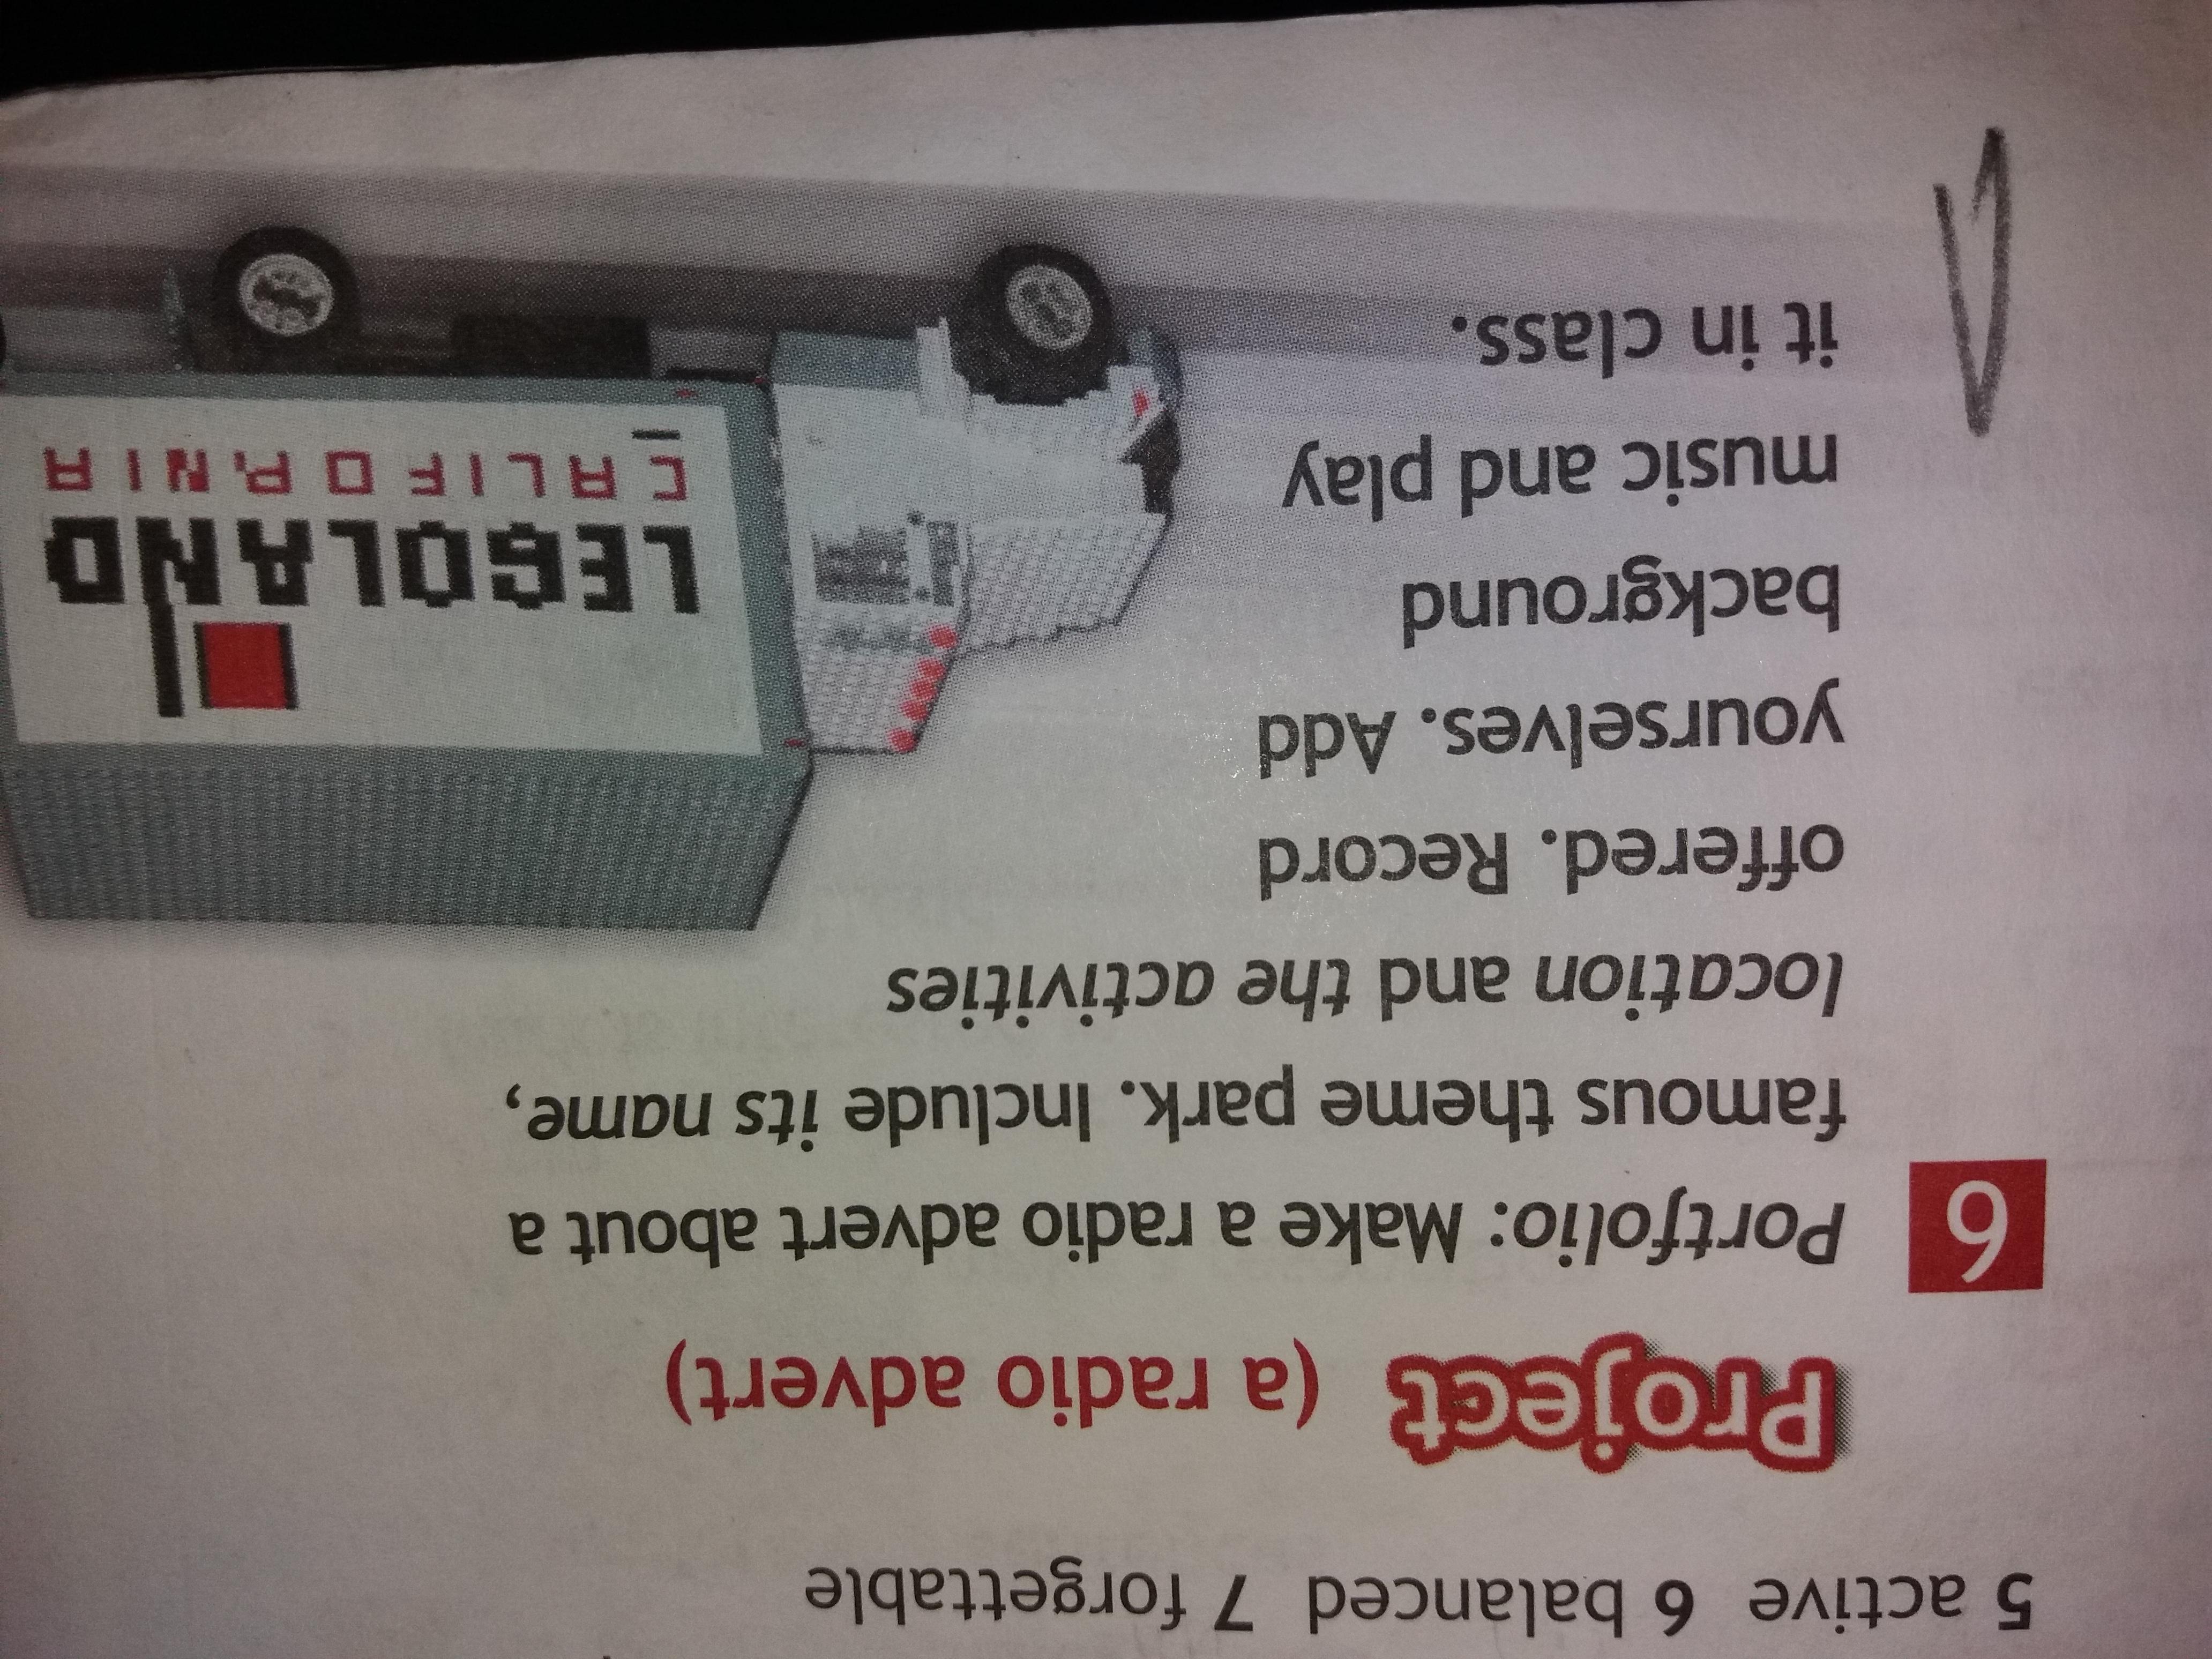 5 active 6 balanced 7 forgettable
Project (a radio advert)
6 Portfolio: Make a radio advert about a
famous theme park. Include its name,
location and the activities
offered. Record
yourselves. Add
background
music and play
it in class.
LEGOLAND
CALIFORNIA